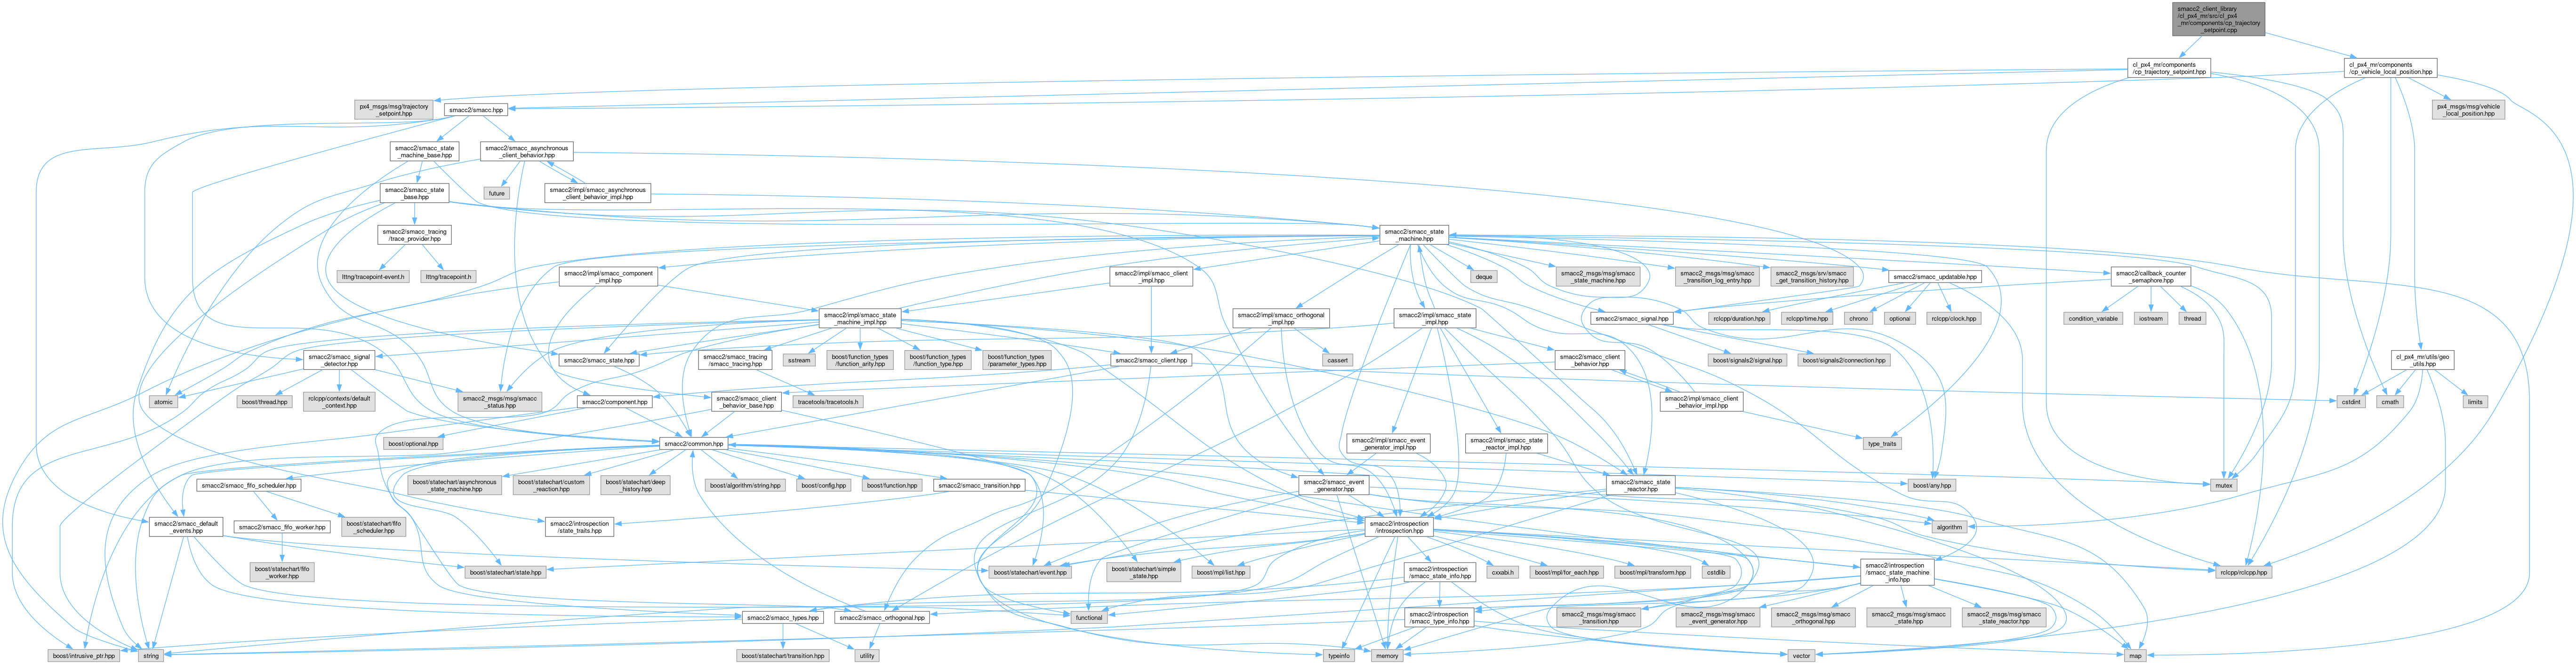 smacc2_client_library
/cl_px4_mr/src/cl_px4
_mr/components/cp_trajectory
_setpoint.cpp
cl_px4_mr/components
/cp_trajectory_setpoint.hpp
cl_px4_mr/components
/cp_vehicle_local_position.hpp
px4_msgs/msg/trajectory
_setpoint.hpp
smacc2/smacc.hpp
px4_msgs/msg/vehicle
_local_position.hpp
smacc2/smacc_state
_machine_base.hpp
smacc2/smacc_asynchronous
_client_behavior.hpp
smacc2/smacc_state
_base.hpp
future
smacc2/impl/smacc_asynchronous
_client_behavior_impl.hpp
smacc2/smacc_tracing
/trace_provider.hpp
smacc2/smacc_state
_machine.hpp
lttng/tracepoint-event.h
lttng/tracepoint.h
smacc2/impl/smacc_component
_impl.hpp
smacc2/impl/smacc_client
_impl.hpp
deque
smacc2_msgs/msg/smacc
_state_machine.hpp
smacc2_msgs/msg/smacc
_transition_log_entry.hpp
smacc2_msgs/srv/smacc
_get_transition_history.hpp
smacc2/smacc_updatable.hpp
smacc2/callback_counter
_semaphore.hpp
smacc2/impl/smacc_state
_machine_impl.hpp
smacc2/impl/smacc_orthogonal
_impl.hpp
smacc2/impl/smacc_state
_impl.hpp
smacc2/smacc_signal.hpp
rclcpp/duration.hpp
rclcpp/time.hpp
chrono
optional
rclcpp/clock.hpp
condition_variable
iostream
thread
smacc2/smacc_signal
_detector.hpp
smacc2/smacc_state.hpp
smacc2/smacc_tracing
/smacc_tracing.hpp
sstream
boost/function_types
/function_arity.hpp
boost/function_types
/function_type.hpp
boost/function_types
/parameter_types.hpp
smacc2/smacc_client.hpp
cassert
smacc2/smacc_client
_behavior.hpp
boost/signals2/signal.hpp
boost/signals2/connection.hpp
cl_px4_mr/utils/geo
_utils.hpp
atomic
boost/thread.hpp
rclcpp/contexts/default
_context.hpp
smacc2_msgs/msg/smacc
_status.hpp
smacc2/component.hpp
smacc2/smacc_client
_behavior_base.hpp
tracetools/tracetools.h
smacc2/impl/smacc_client
_behavior_impl.hpp
cstdint
cmath
limits
boost/optional.hpp
smacc2/common.hpp
smacc2/impl/smacc_event
_generator_impl.hpp
smacc2/impl/smacc_state
_reactor_impl.hpp
type_traits
smacc2/smacc_fifo_scheduler.hpp
boost/statechart/asynchronous
_state_machine.hpp
boost/statechart/custom
_reaction.hpp
boost/statechart/deep
_history.hpp
boost/algorithm/string.hpp
boost/config.hpp
boost/function.hpp
smacc2/smacc_transition.hpp
smacc2/smacc_event
_generator.hpp
smacc2/smacc_state
_reactor.hpp
boost/any.hpp
mutex
smacc2/smacc_default
_events.hpp
smacc2/smacc_fifo_worker.hpp
boost/statechart/fifo
_scheduler.hpp
smacc2/introspection
/state_traits.hpp
smacc2/introspection
/introspection.hpp
algorithm
boost/statechart/fifo
_worker.hpp
boost/statechart/state.hpp
boost/statechart/event.hpp
boost/statechart/simple
_state.hpp
boost/mpl/list.hpp
smacc2/introspection
/smacc_state_info.hpp
cxxabi.h
boost/mpl/for_each.hpp
boost/mpl/transform.hpp
cstdlib
smacc2/introspection
/smacc_state_machine
_info.hpp
rclcpp/rclcpp.hpp
smacc2/smacc_types.hpp
smacc2/smacc_orthogonal.hpp
functional
smacc2/introspection
/smacc_type_info.hpp
smacc2_msgs/msg/smacc
_transition.hpp
smacc2_msgs/msg/smacc
_event_generator.hpp
smacc2_msgs/msg/smacc
_orthogonal.hpp
smacc2_msgs/msg/smacc
_state.hpp
smacc2_msgs/msg/smacc
_state_reactor.hpp
boost/intrusive_ptr.hpp
string
boost/statechart/transition.hpp
utility
typeinfo
memory
vector
map